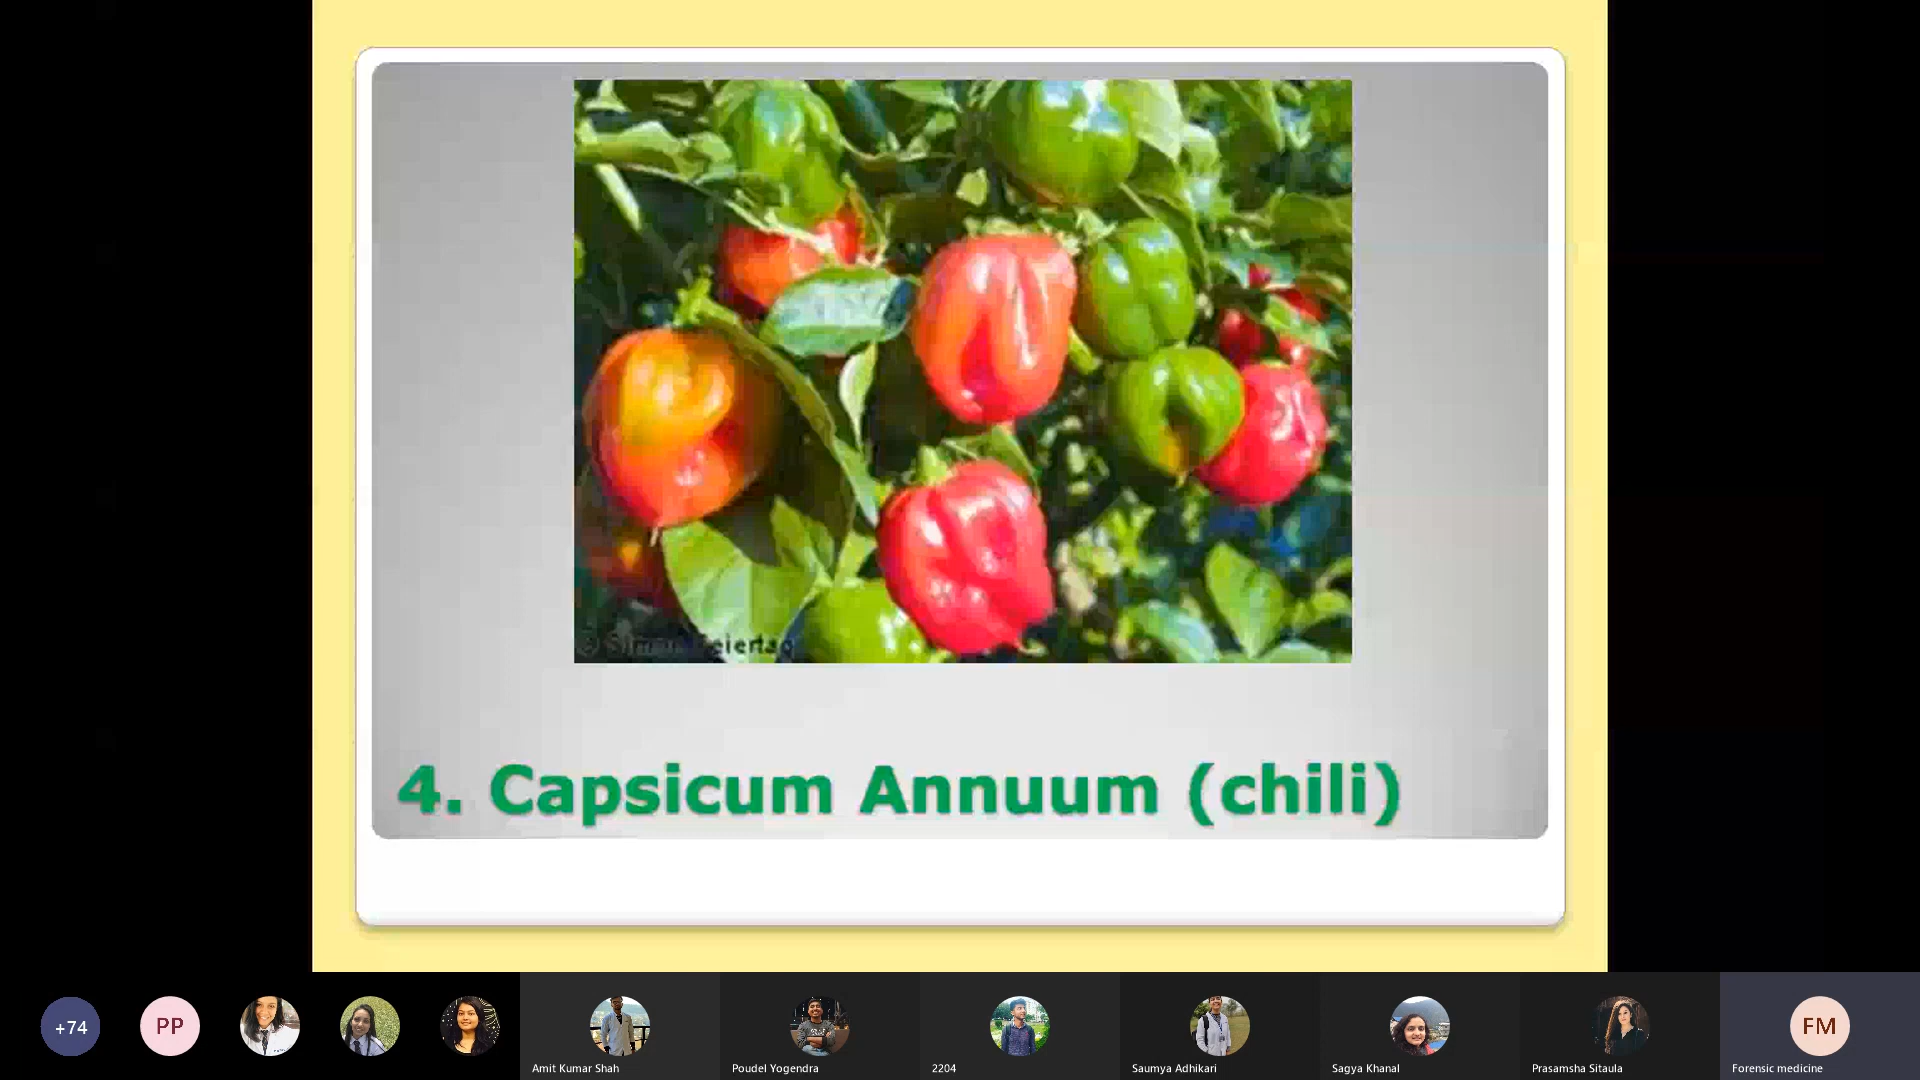 4. Capsicum Annuum (chili)
+74
PP
Amit Kumar Shah
Poudel Yogendra
2204
Saumya Adhikari
Sagya Khanal
Prasamsha Sitaula
FM
Forensic medicine